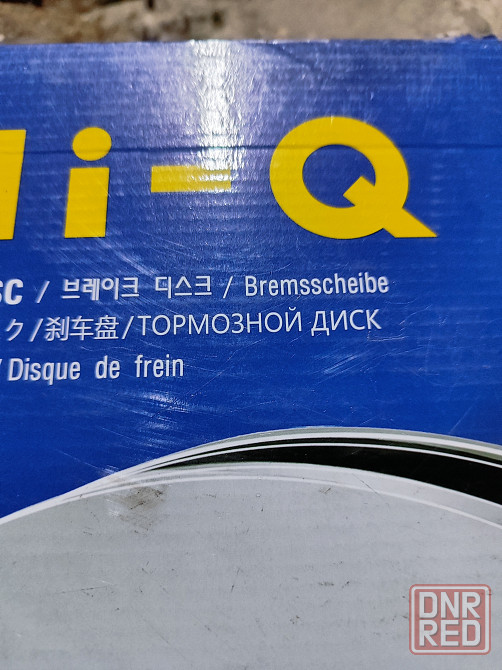 Hi-Q
SC / 브레이크 디스크 / Bremsscheibe
ク/刹车盘/ТОРМОЗНОЙ ДИСК
/Disque de frein
DNR
RED